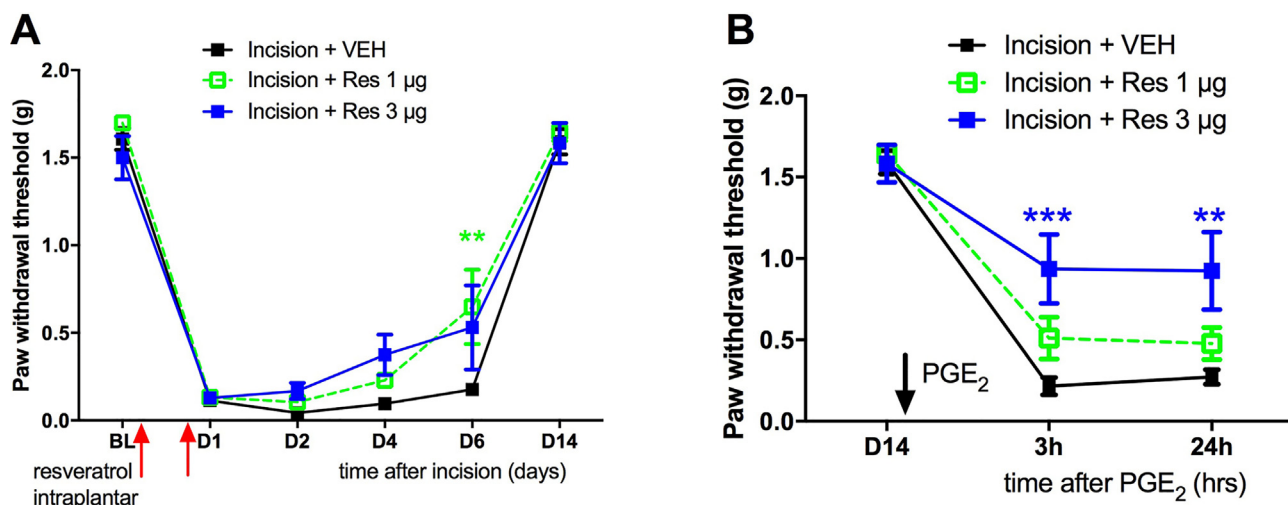 A
Incision + VEH
Incision + Res 1 µg
Incision + Res 3 µg
Paw withrawal threshold (g)
2.0
1.5
1.0
0.5
0.0
**
BL
D1
D2
D4
D6
D14
resveratrol
intraplantar
time after incision (days)
B
Incision + VEH
Incision + Res 1 µg
Incision + Res 3 µg
Paw withdrawal threshold (g)
2.0
1.5
1.0
0.5
0.0
***
**
PGE₂
D14
3h
24h
time after PGE₂ (hrs)